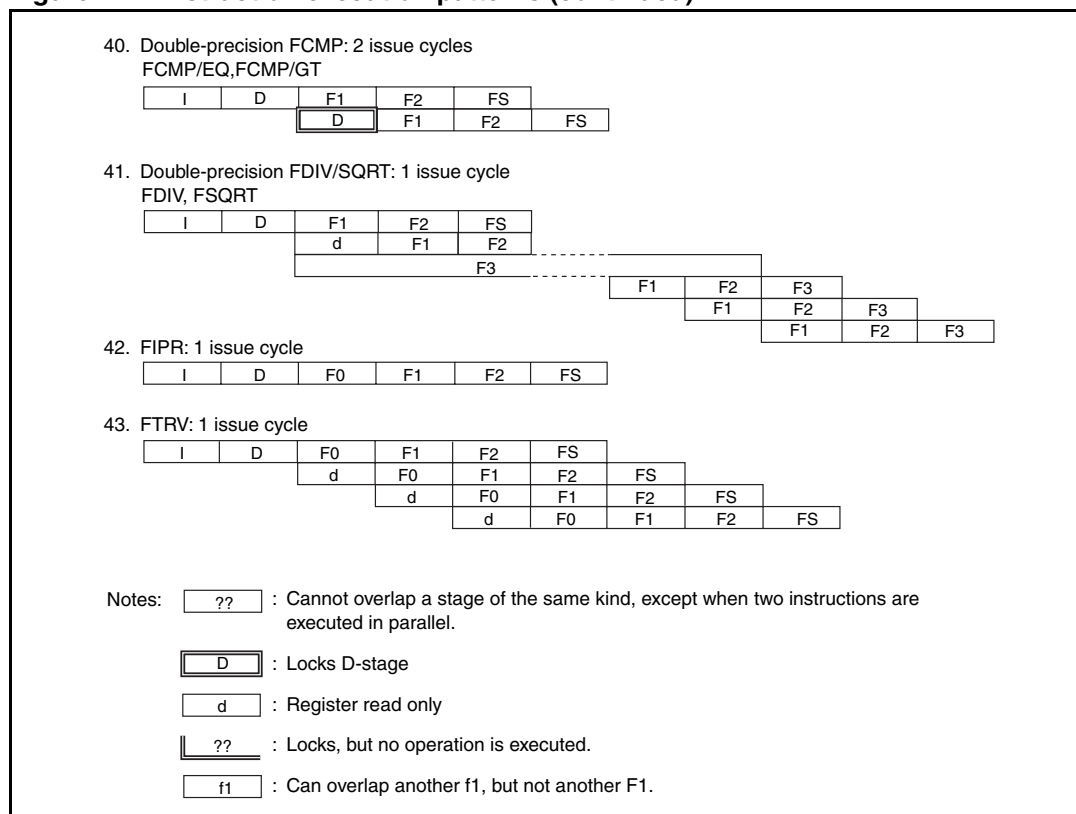 Figure Instruction execution patterns (continued)
40. Double-precision FCMP: 2 issue cycles
FCMP/EQ,FCMP/GT
I D F1 F2 FS
D F1 F2 FS
41. Double-precision FDIV/SQRT: 1 issue cycle
FDIV, FSQRT
I D F1 F2 FS
d F1 F2
F3
F1 F2 F3
F1 F2 F3
F1 F2 F3
42. FIPR: 1 issue cycle
I D F0 F1 F2 FS
43. FTRV: 1 issue cycle
I D F0 F1 F2 FS
d F0 F1 F2 FS
d F0 F1 F2 FS
d F0 F1 F2 FS
Notes: ?? : Cannot overlap a stage of the same kind, except when two instructions are
executed in parallel.
D : Locks D-stage
d : Register read only
?? : Locks, but no operation is executed.
f1 : Can overlap another f1, but not another F1.